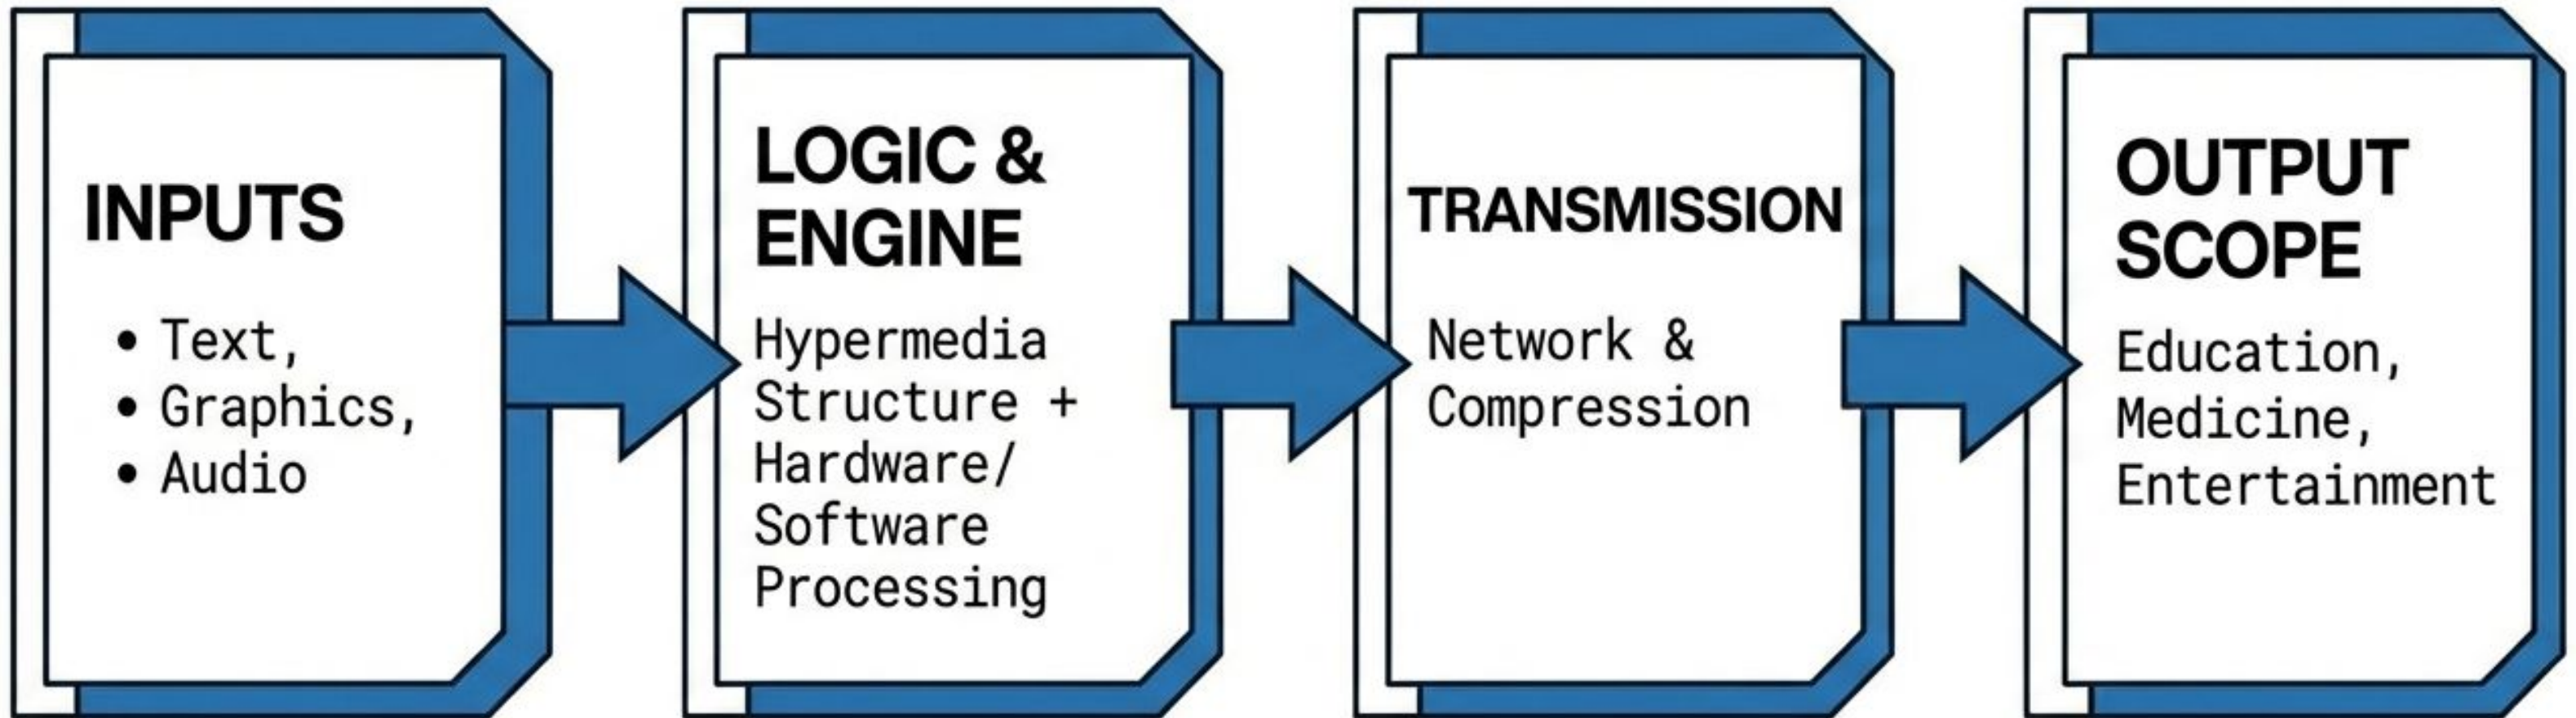 INPUTS
• Text,
• Graphics,
• Audio
LOGIC &
ENGINE
Hypermedia
Structure +
Hardware/
Software
Processing
TRANSMISSION
Network &
Compression
OUTPUT
SCOPE
Education,
Medicine,
Entertainment